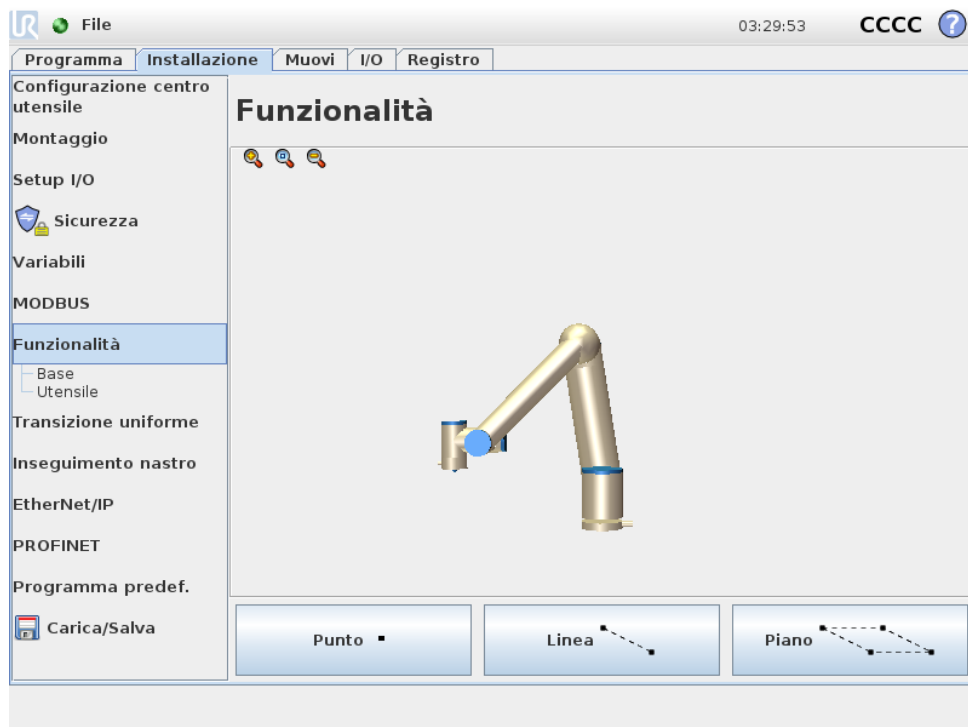 UR File 03:29:53 CCCC ?
Programma Installazione Muovi I/O Registro
Configurazione centro
utensile
Montaggio
Setup I/O
Sicurezza
Variabili
MODBUS
Funzionalità
Base
Utensile
Transizione uniforme
Inseguimento nastro
EtherNet/IP
PROFINET
Programma predef.
Carica/Salva
Funzionalità
Punto
Linea
Piano